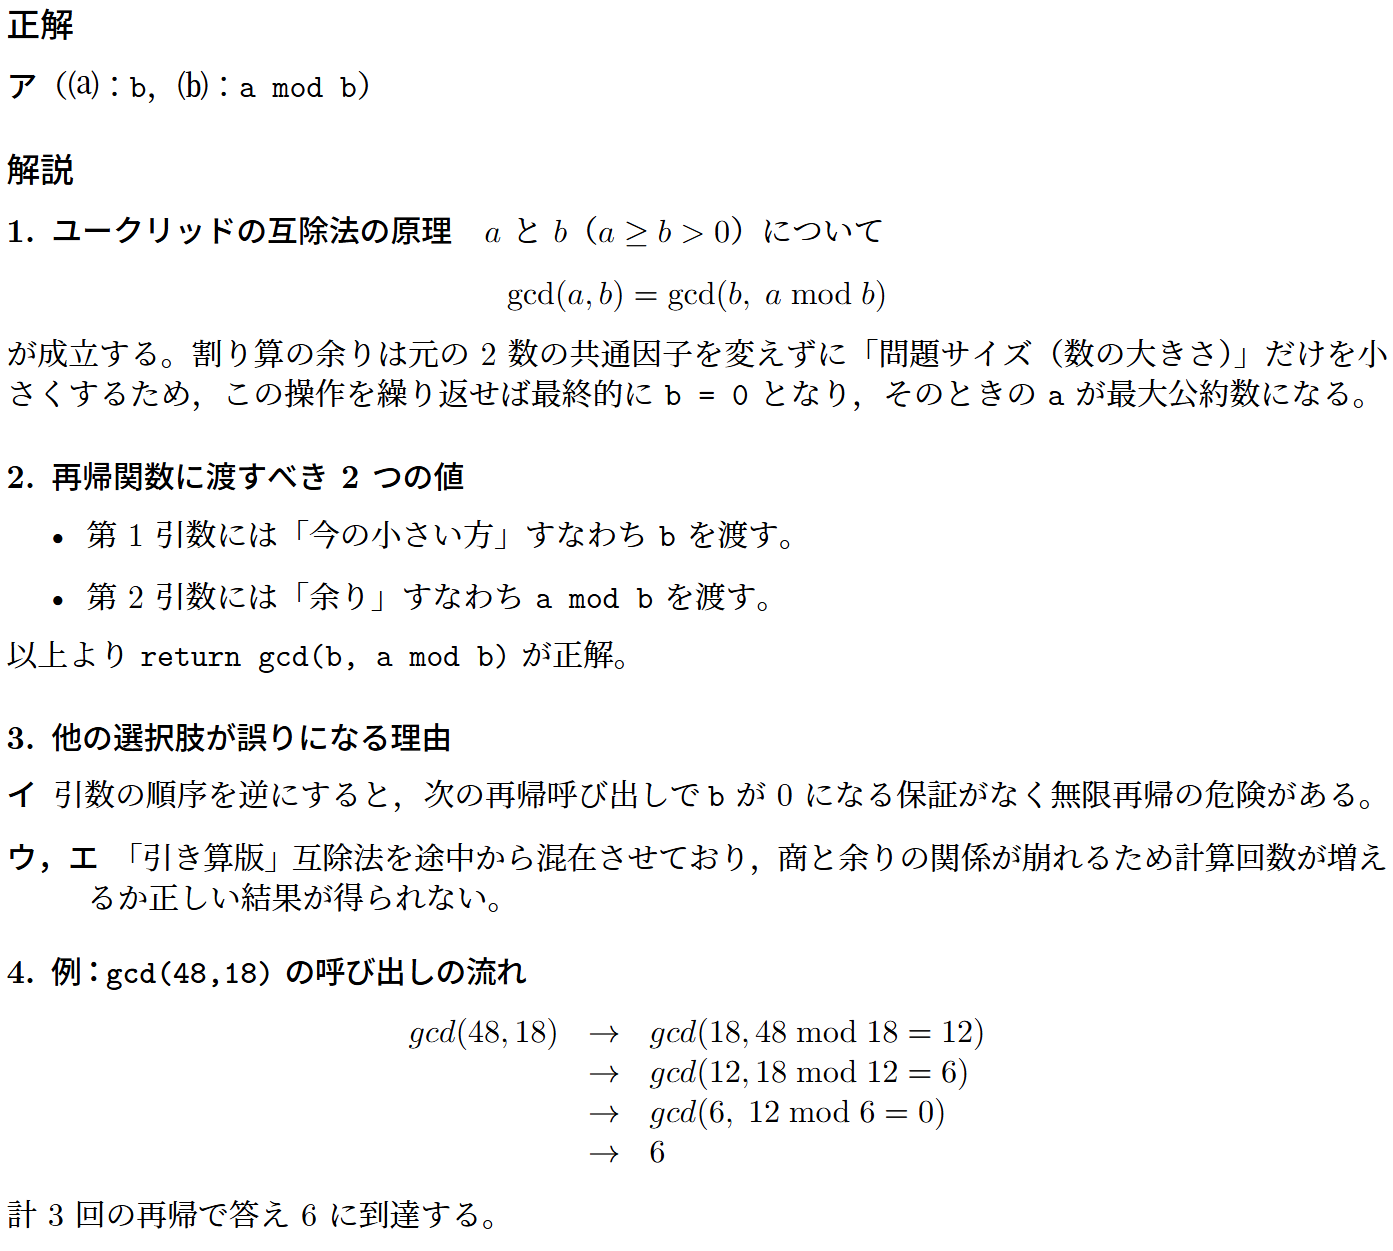 正解
ア（(a)：b，(b)：a mod b）
解説
1. ユークリッドの互除法の原理　a と b（a ≥ b > 0）について
gcd(a, b) = gcd(b, a mod b)
が成立する。割り算の余りは元の 2 数の共通因子を変えずに「問題サイズ（数の大きさ）」だけを小
さくするため，この操作を繰り返せば最終的に b = 0 となり，そのときの a が最大公約数になる。
2. 再帰関数に渡すべき 2 つの値
• 第 1 引数には「今の小さい方」すなわち b を渡す。
• 第 2 引数には「余り」すなわち a mod b を渡す。
以上より return gcd(b, a mod b) が正解。
3. 他の選択肢が誤りになる理由
イ 引数の順序を逆にすると，次の再帰呼び出しで b が 0 になる保証がなく無限再帰の危険がある。
ウ，エ 「引き算版」互除法を途中から混在させており，商と余りの関係が崩れるため計算回数が増え
るか正しい結果が得られない。
4. 例：gcd(48,18) の呼び出しの流れ
gcd(48, 18) → gcd(18, 48 mod 18 = 12)
→ gcd(12, 18 mod 12 = 6)
→ gcd(6, 12 mod 6 = 0)
→ 6
計 3 回の再帰で答え 6 に到達する。